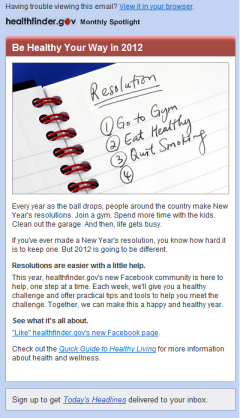 Having trouble viewing this email? View it in your browser.
healthfinder.gov Monthly Spotlight
Be Healthy Your Way in 2012
Resolution
① Go to Gym
② Eat Healthy
③ Quit Smoking
④
Every year as the ball drops, people around the country make New
Year's resolutions. Join a gym. Spend more time with the kids.
Clean out the garage. And then, life gets busy.
If you've ever made a New Year's resolution, you know how hard it
is to keep one. But 2012 is going to be different.
Resolutions are easier with a little help.
This year, healthfinder.gov's new Facebook community is here to
help, one step at a time. Each week, we'll give you a healthy
challenge and offer practical tips and tools to help you meet the
challenge. Together, we can make this a happy and healthy year.
See what it's all about.
"Like" healthfinder.gov's new Facebook page.
Check out the Quick Guide to Healthy Living for more information
about health and wellness.
Sign up to get Today's Headlines delivered to your inbox.